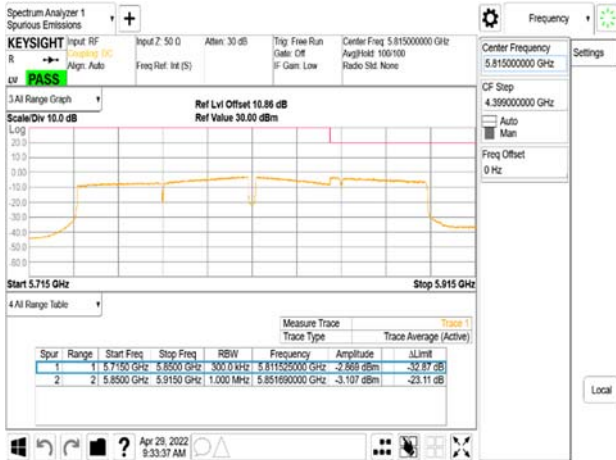 Spectrum Analyzer 1
Spurious Emissions
Frequency
KEYSIGHT
R
LV
PASS
Input: RF
Coupling: DC
Align: Auto
Input Z: 50 Ω
Freq Ref: Int (S)
Atten: 30 dB
Trig: Free Run
Gate: Off
IF Gain: Low
Center Freq: 5.815000000 GHz
Avg|Hold: 100/100
Radio Std: None
Center Frequency
5.815000000 GHz
Settings
CF Step
4.399000000 GHz
Auto
Man
Freq Offset
0 Hz
3 All Range Graph
Scale/Div 10.0 dB
Ref Lvl Offset 10.86 dB
Ref Value 30.00 dBm
Log
20.0
10.0
0.00
-10.0
-20.0
-30.0
-40.0
-50.0
-60.0
Start 5.715 GHz
Stop 5.915 GHz
4 All Range Table
Measure Trace Trace 1
Trace Type Trace Average (Active)
Spur Range Start Freq Stop Freq RBW Frequency Amplitude ΔLimit
1 1 5.7150 GHz 5.8500 GHz 300.0 kHz 5.811525000 GHz -2.869 dBm -32.87 dB
2 2 5.8500 GHz 5.9150 GHz 1.000 MHz 5.851690000 GHz -3.107 dBm -23.11 dB
Local
?
Apr 29, 2022
9:33:37 AM